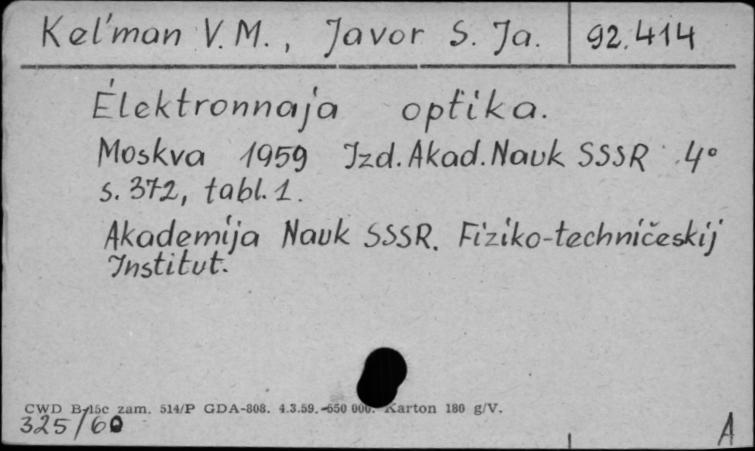 Kel'man V. M., Javor S. Ja. 92.414
Élektronnaja optika.
Moskva 1959 Izd. Akad. Nauk SSSR 4°
s. 372, tabl. 1.
Akademija Nauk SSSR. Fiziko-techničeskij
Institut.
CWD B-15c zam. 514/P GDA-808. 4.3.59. -650 000. Karton 180 g/V.
325/60
A